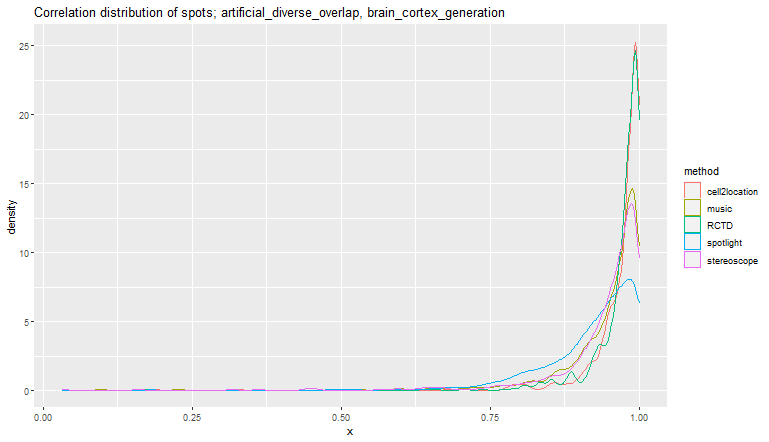 Correlation distribution of spots; artificial_diverse_overlap, brain_cortex_generation
25
20
15
10
5
0
density
0.00
0.25
0.50
0.75
1.00
x
method
cell2location
music
RCTD
spotlight
stereoscope